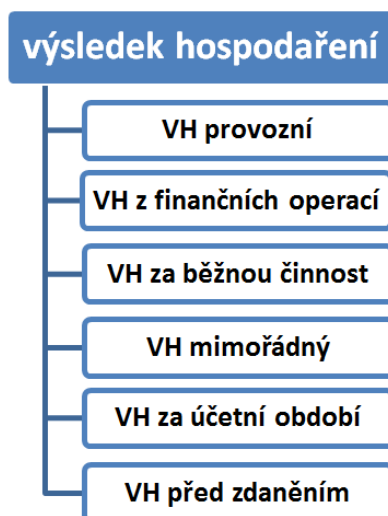 výsledek hospodaření
VH provozní
VH z finančních operací
VH za běžnou činnost
VH mimořádný
VH za účetní období
VH před zdaněním